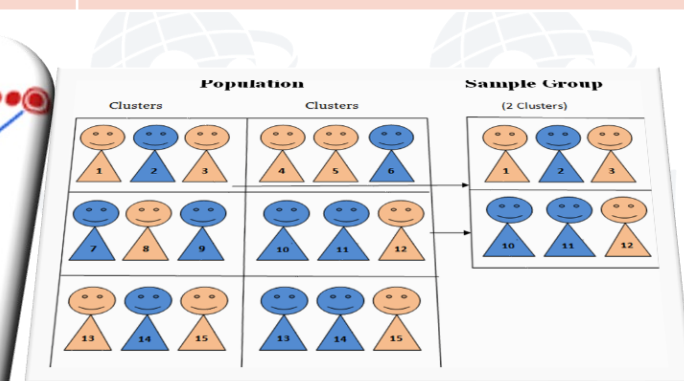 Population Sample Group
Clusters Clusters (2 Clusters)
1 2 3 4 5 6 1 2 3
7 8 9 10 11 12 10 11 12
13 14 15 13 14 15